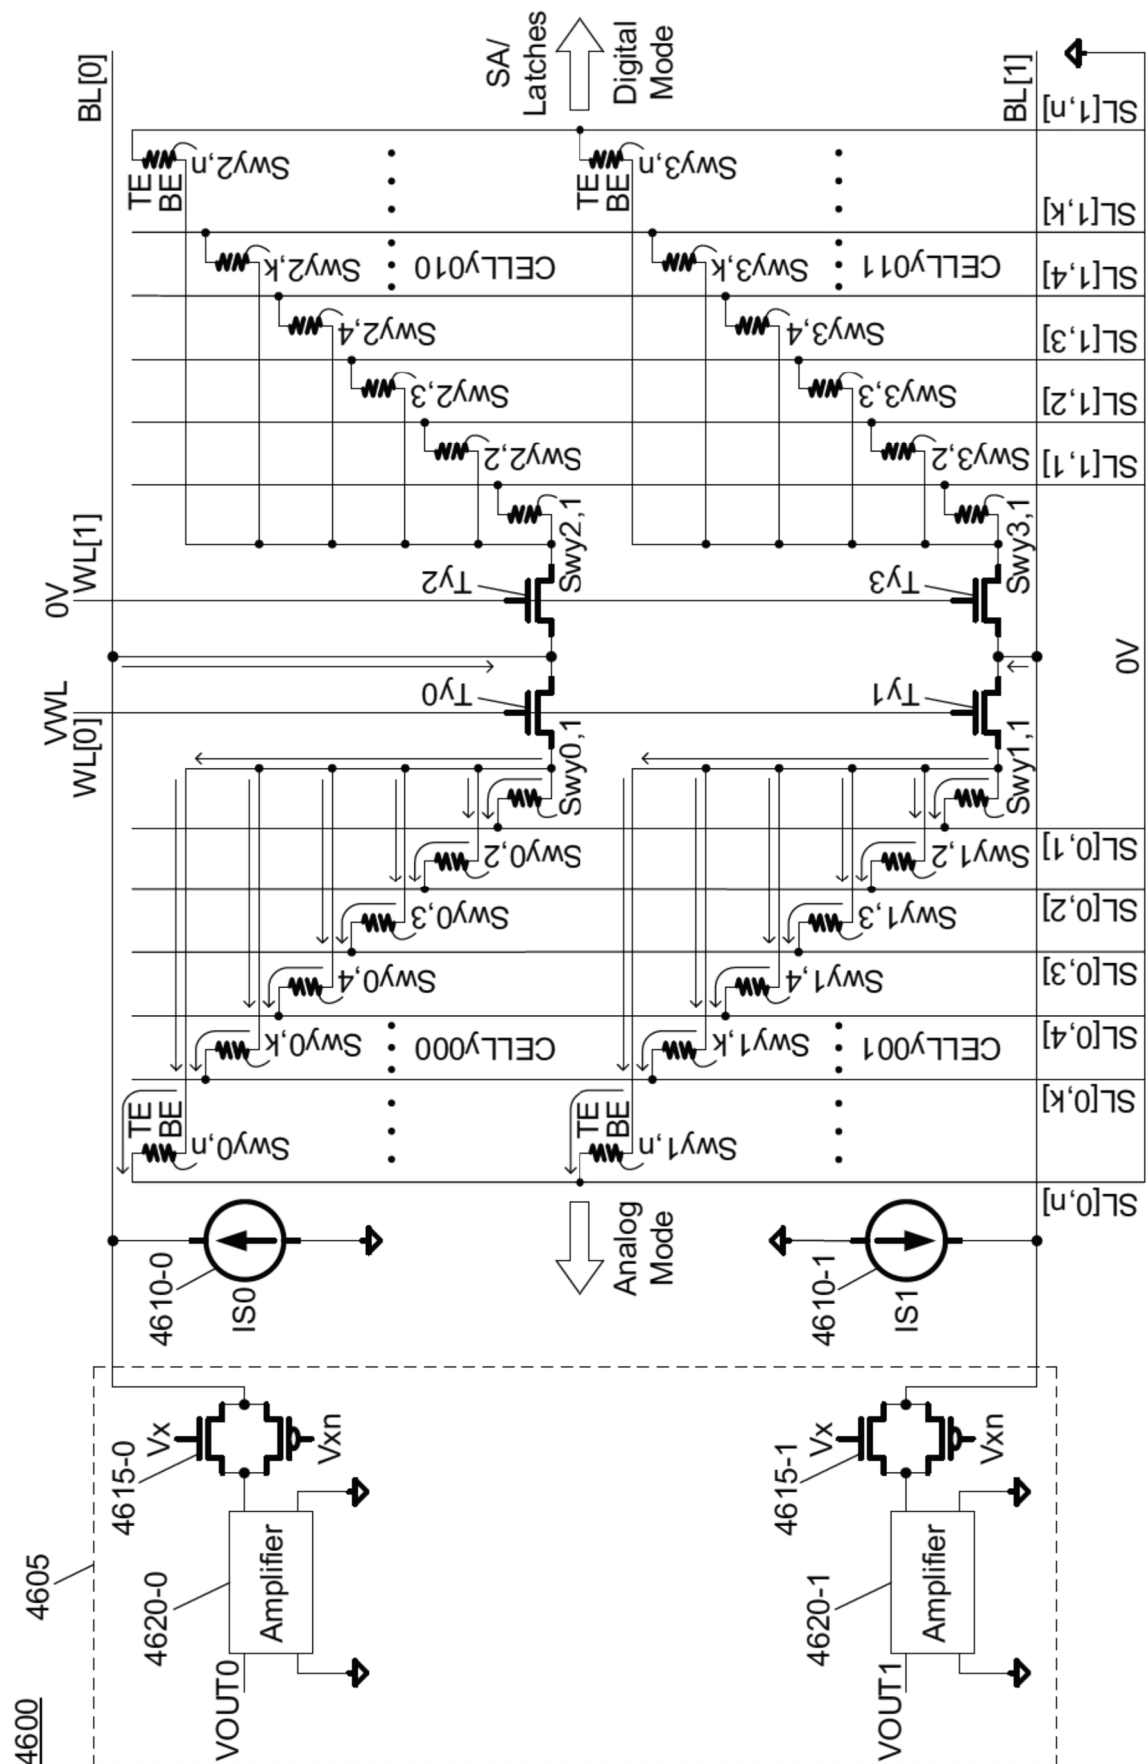 4600
4605
4620-0
4615-0
VOUT0
Amplifier
Vx
Vxn
4620-1
4615-1
VOUT1
Amplifier
Vx
Vxn
4610-0
IS0
4610-1
IS1
Analog
Mode
SA/
Latches
Digital
Mode
BL[0]
BL[1]
VWL
WL[0]
0V
WL[1]
0V
TE
BE
Swy0,n
Swy0,k
Swy0,4
Swy0,3
Swy0,2
Swy0,1
CELLy000
Ty0
Ty2
TE
BE
Swy2,n
Swy2,k
Swy2,4
Swy2,3
Swy2,2
Swy2,1
CELLy010
TE
BE
Swy1,n
Swy1,k
Swy1,4
Swy1,3
Swy1,2
Swy1,1
CELLy001
Ty1
Ty3
TE
BE
Swy3,n
Swy3,k
Swy3,4
Swy3,3
Swy3,2
Swy3,1
CELLy011
SL[0,n]
SL[0,k]
SL[0,4]
SL[0,3]
SL[0,2]
SL[0,1]
SL[1,1]
SL[1,2]
SL[1,3]
SL[1,4]
SL[1,k]
SL[1,n]